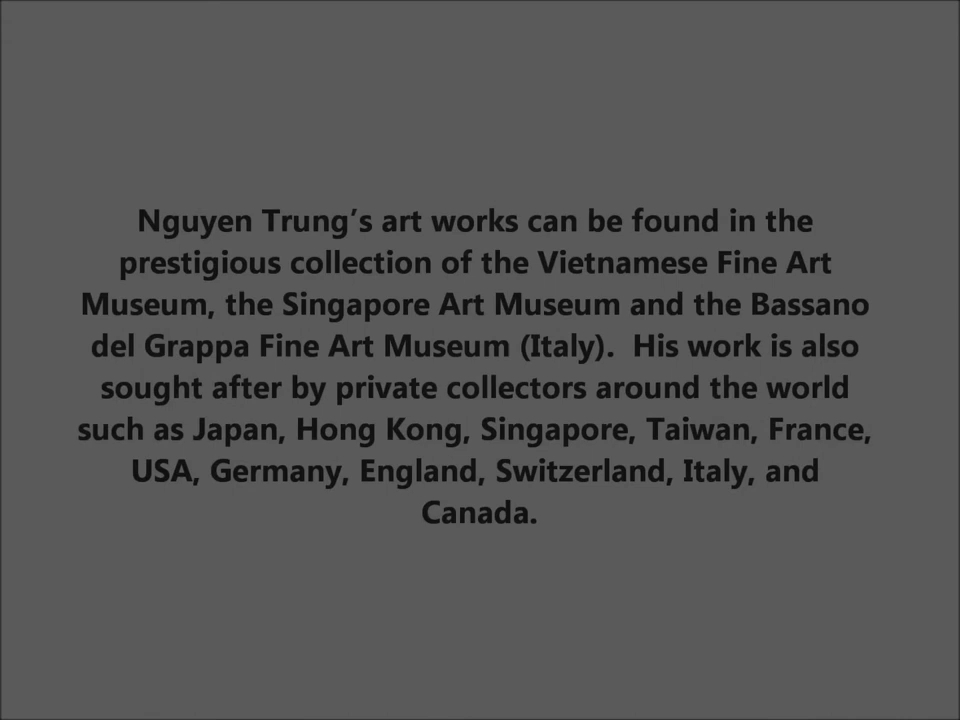 Nguyen Trung’s art works can be found in the
prestigious collection of the Vietnamese Fine Art
Museum, the Singapore Art Museum and the Bassano
del Grappa Fine Art Museum (Italy).  His work is also
sought after by private collectors around the world
such as Japan, Hong Kong, Singapore, Taiwan, France,
USA, Germany, England, Switzerland, Italy, and
Canada.